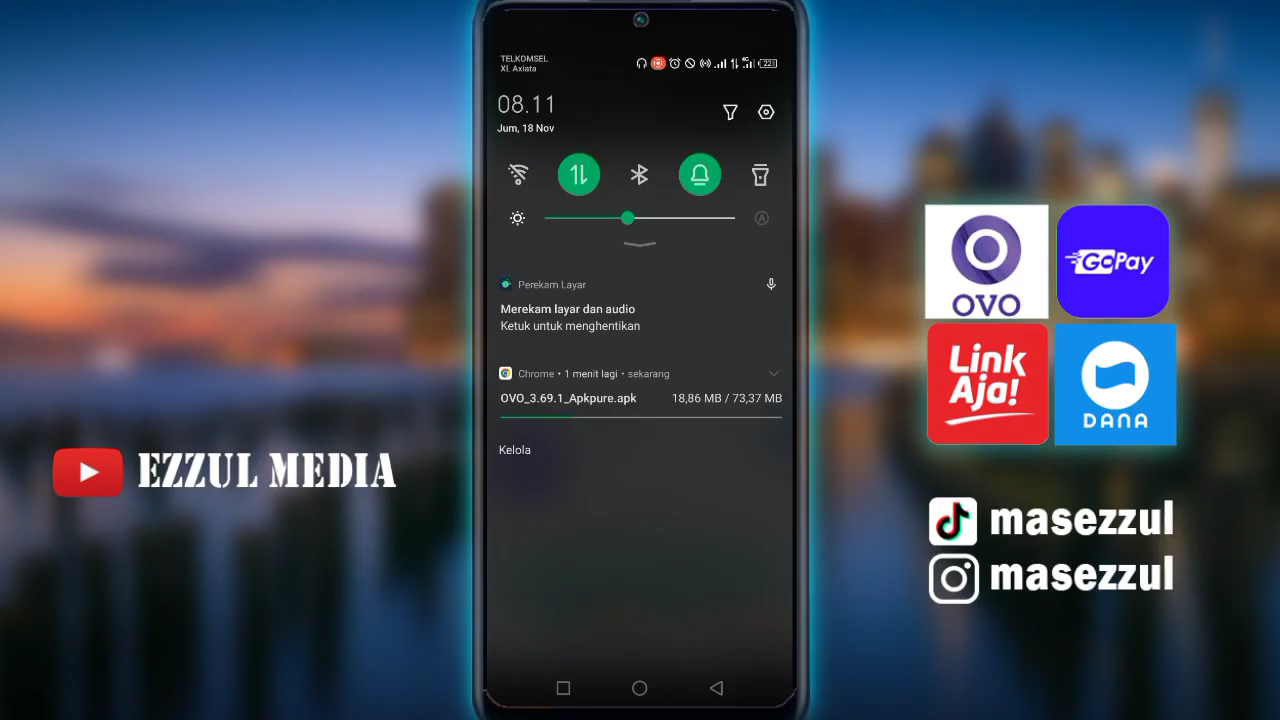 TELKOMSEL
XL Axiata
4G
22
08.11
Jum, 18 Nov
A
Perekam Layar
Merekam layar dan audio
Ketuk untuk menghentikan
Chrome • 1 menit lagi • sekarang
OVO_3.69.1_Apkpure.apk 18,86 MB / 73,37 MB
Kelola
EZZUL MEDIA
OVO
GoPay
Link
Aja!
DANA
masezzul
masezzul